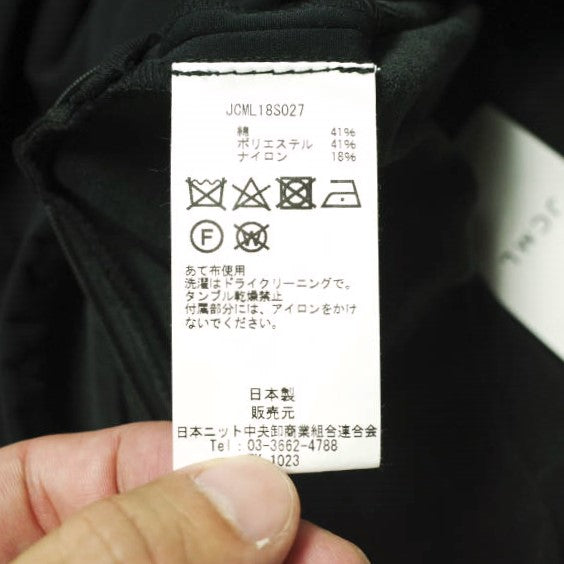 JCML18S027
綿 41%
ポリエステル 41%
ナイロン 18%
F W
あて布使用
洗濯はドライクリーニングで。
タンブル乾燥禁止
付属部分には、アイロンをかけ
ないでください。
日本製
販売元
日本ニット中央卸商業組合連合会
Tel：03-3662-4788
-1023
JCML